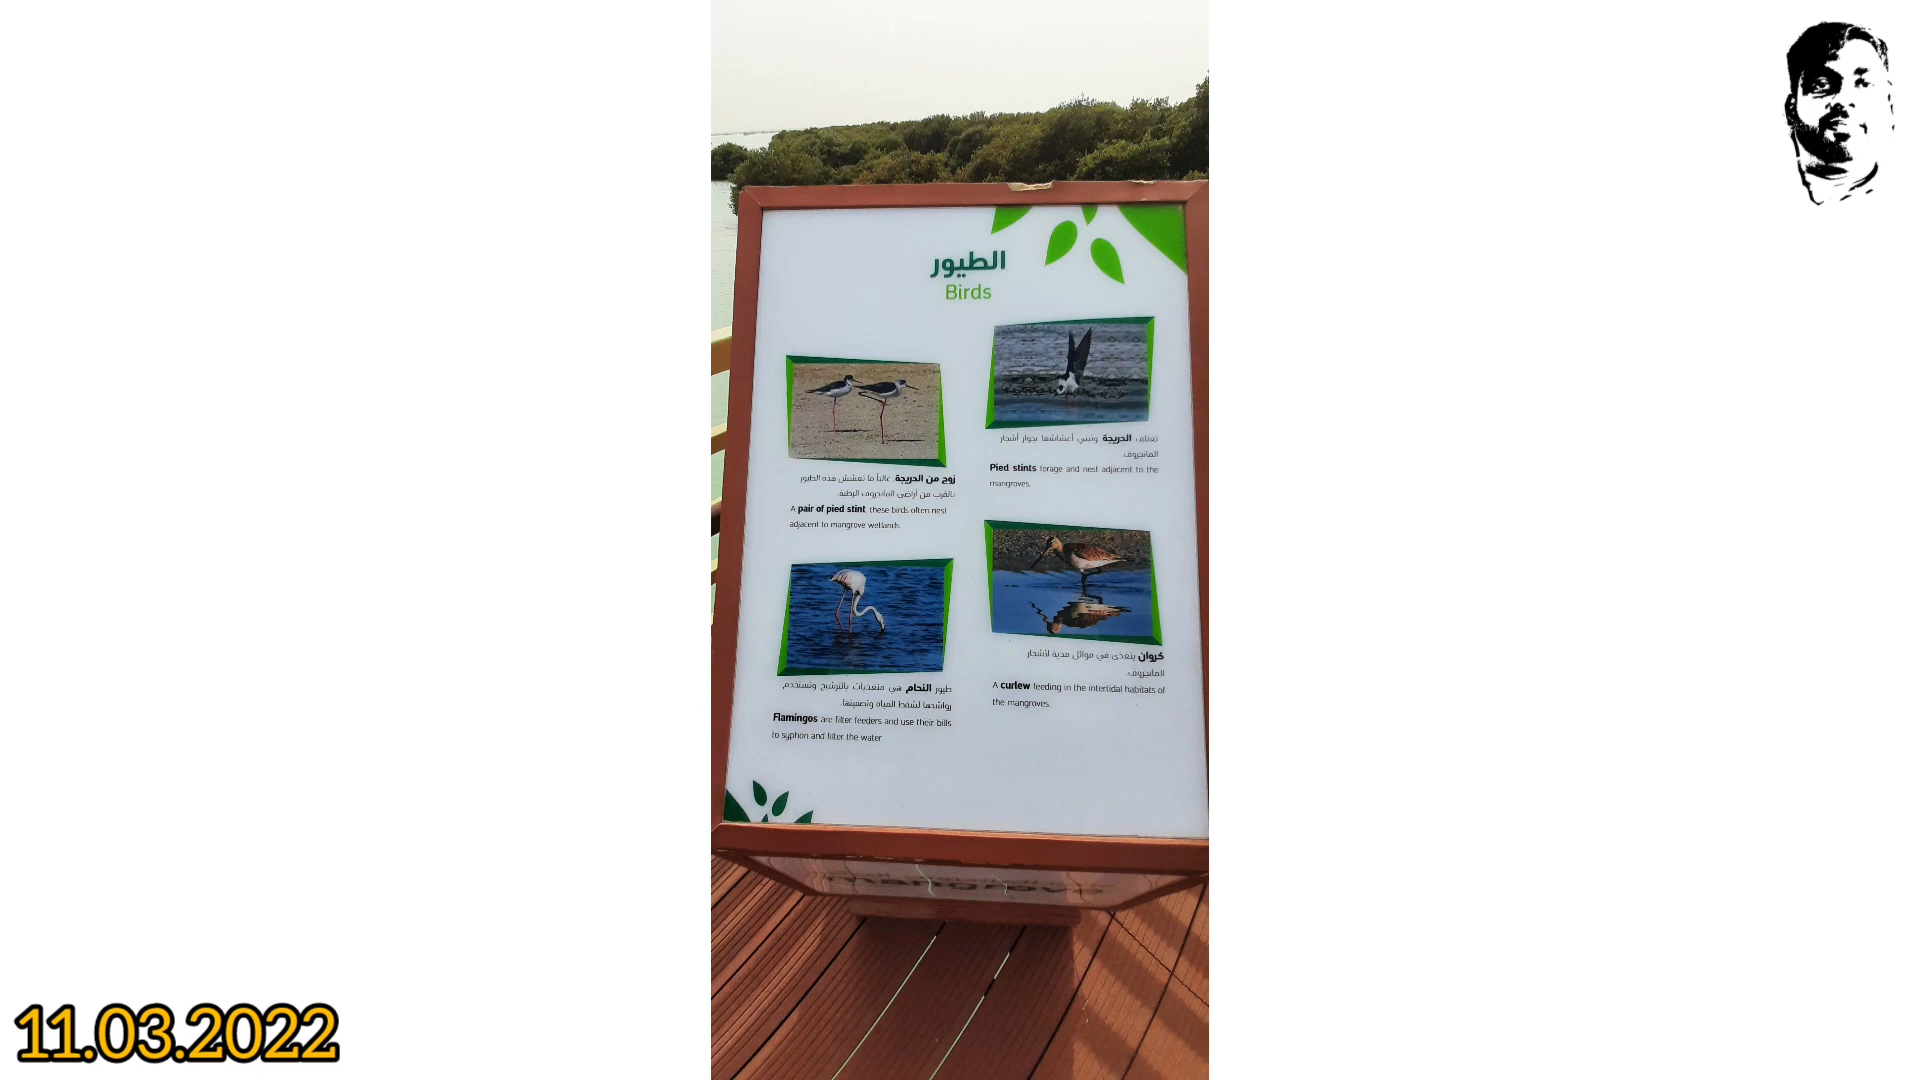 الطيور
Birds
زوج من الدريجة، غالباً ما تعشش هذه الطيور
بالقرب من أراضي المانجروف الرطبة.
A pair of pied stint, these birds often nest
adjacent to mangrove wetlands.
تعتلف الدريجة وتبني أعشاشها بجوار أشجار
المانجروف.
Pied stints forage and nest adjacent to the
mangroves.
طيور النحام هي متغذيات بالترشيح وتستخدم
رواشحها لشفط المياه وتصفيتها.
Flamingos are filter feeders and use their bills
to syphon and filter the water
كروان يتغذى في موائل مدية لأشجار
المانجروف.
A curlew feeding in the intertidal habitats of
the mangroves.
mangrove
11.03.2022